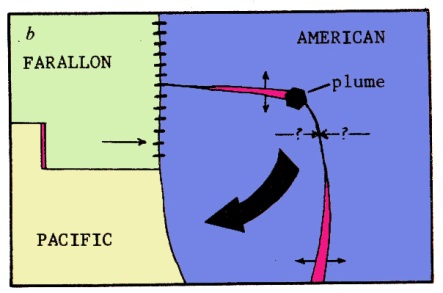 b
AMERICAN
FARALLON
plume
? ?
PACIFIC